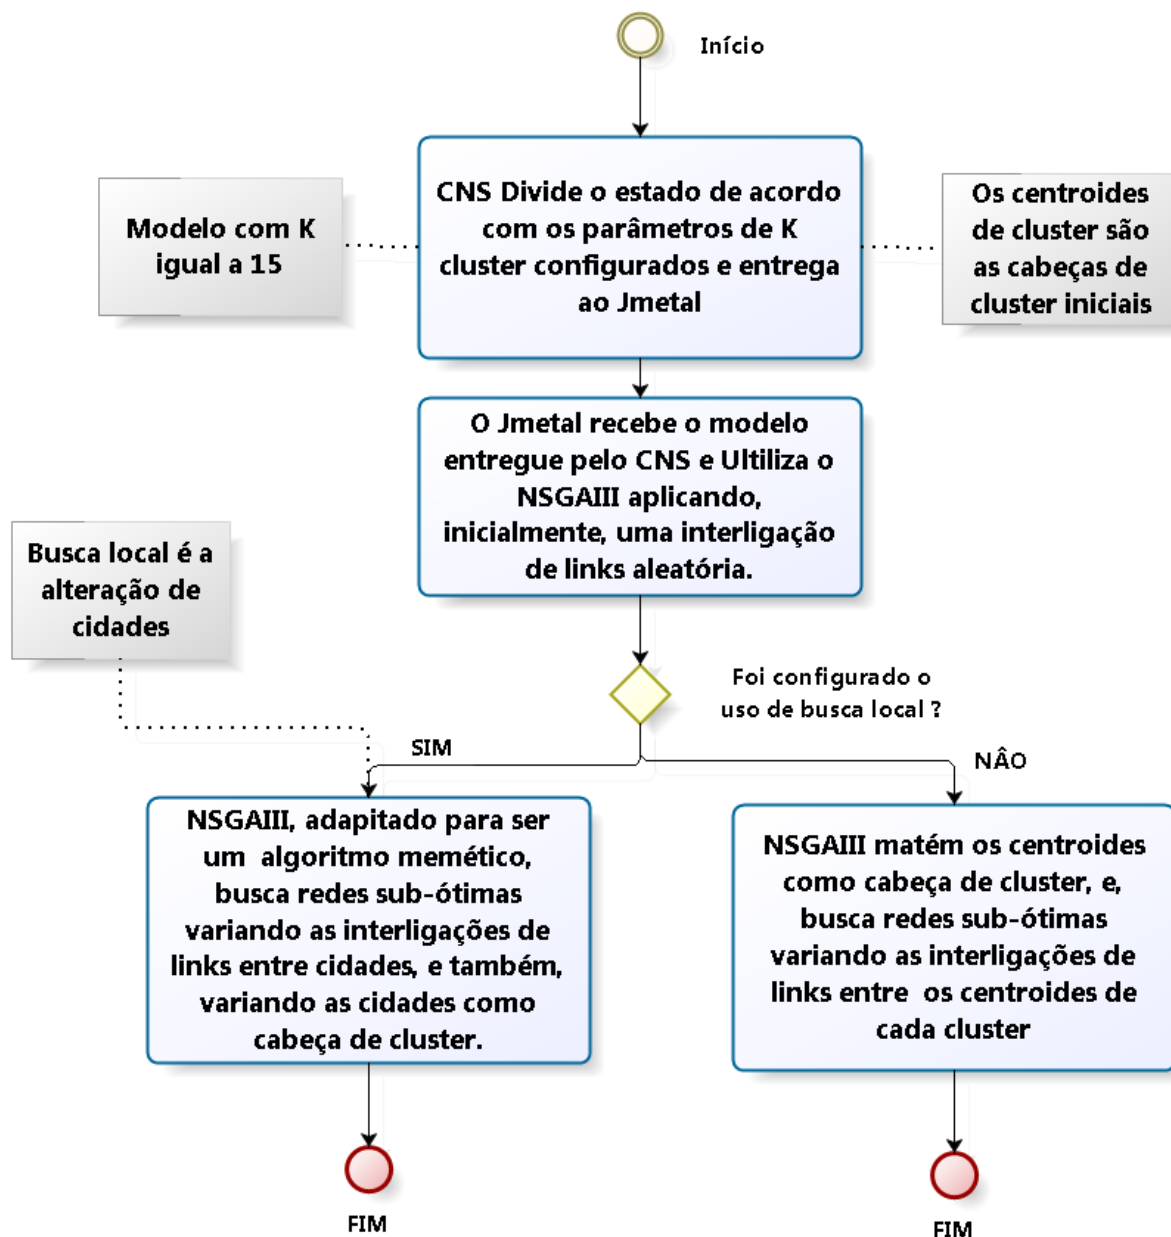 Início
CNS Divide o estado de acordo
com os parâmetros de K
cluster configurados e entrega
ao Jmetal
Modelo com K
igual a 15
Os centroides
de cluster são
as cabeças de
cluster iniciais
O Jmetal recebe o modelo
entregue pelo CNS e Ultiliza o
NSGAIII aplicando,
inicialmente, uma interligação
de links aleatória.
Busca local é a
alteração de
cidades
Foi configurado o
uso de busca local ?
SIM
NÂO
NSGAIII, adapitado para ser
um algoritmo memético,
busca redes sub-ótimas
variando as interligações de
links entre cidades, e também,
variando as cidades como
cabeça de cluster.
NSGAIII matém os centroides
como cabeça de cluster, e,
busca redes sub-ótimas
variando as interligações de
links entre os centroides de
cada cluster
FIM
FIM